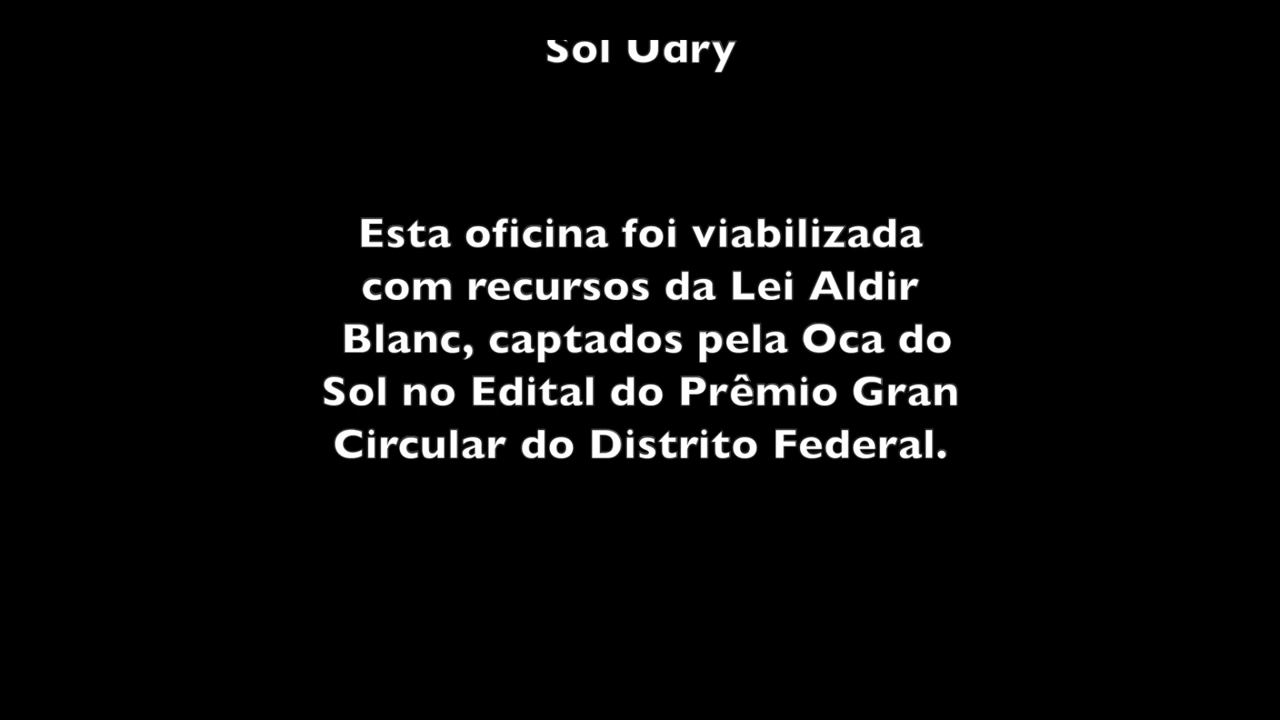 Sol Udry
Esta oficina foi viabilizada
com recursos da Lei Aldir
Blanc, captados pela Oca do
Sol no Edital do Prêmio Gran
Circular do Distrito Federal.